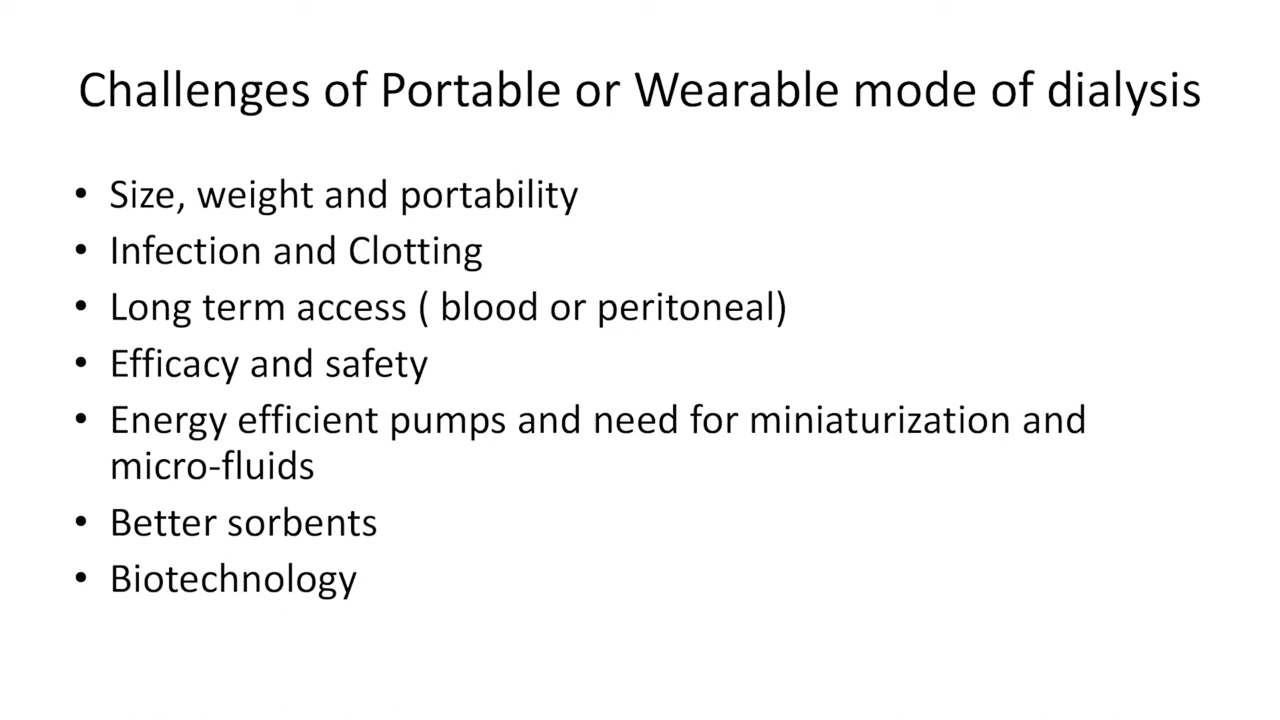 Challenges of Portable or Wearable mode of dialysis
• Size, weight and portability
• Infection and Clotting
• Long term access ( blood or peritoneal)
• Efficacy and safety
• Energy efficient pumps and need for miniaturization and
micro-fluids
• Better sorbents
• Biotechnology